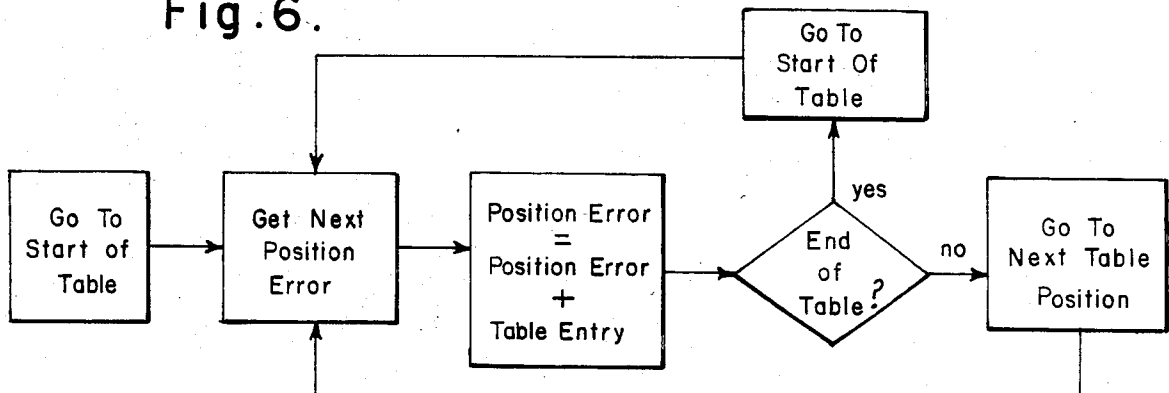 Fig.6.
Go To
Start Of
Table
Go To
Start of
Table
Get Next
Position
Error
Position Error
=
Position Error
+
Table Entry
End
of
Table?
yes
no
Go To
Next Table
Position